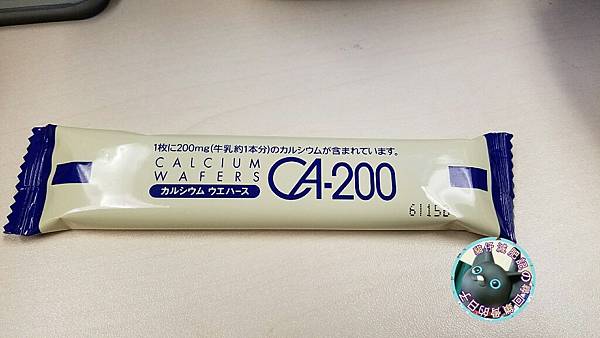 1枚に200mg(牛乳約1本分)のカルシウムが含まれています。
CALCIUM
WAFERS
カルシウム ウエハース
CA-200